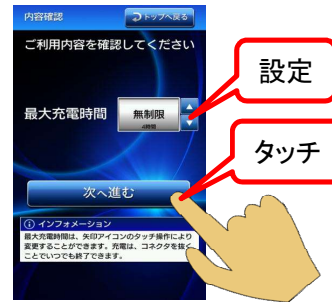 内容確認
トップへ戻る
ご利用内容を確認してください
最大充電時間
無制限
4時間
設定
タッチ
次へ進む
インフォメーション
最大充電時間は、矢印アイコンのタッチ操作により
変更することができます。充電は、コネクタを抜く
ことでいつでも終了できます。